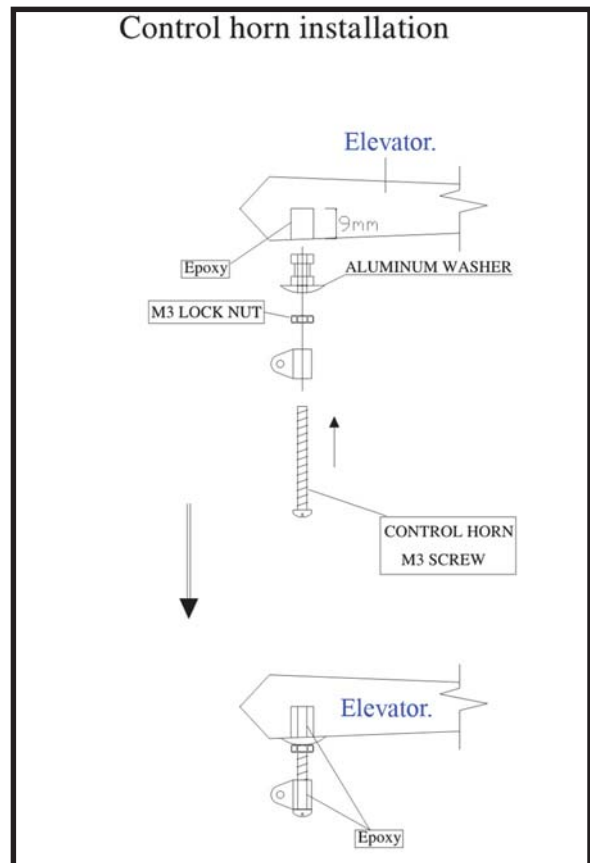 Control horn installation
Elevator.
9mm
Epoxy
ALUMINUM WASHER
M3 LOCK NUT
CONTROL HORN
M3 SCREW
Elevator.
Epoxy